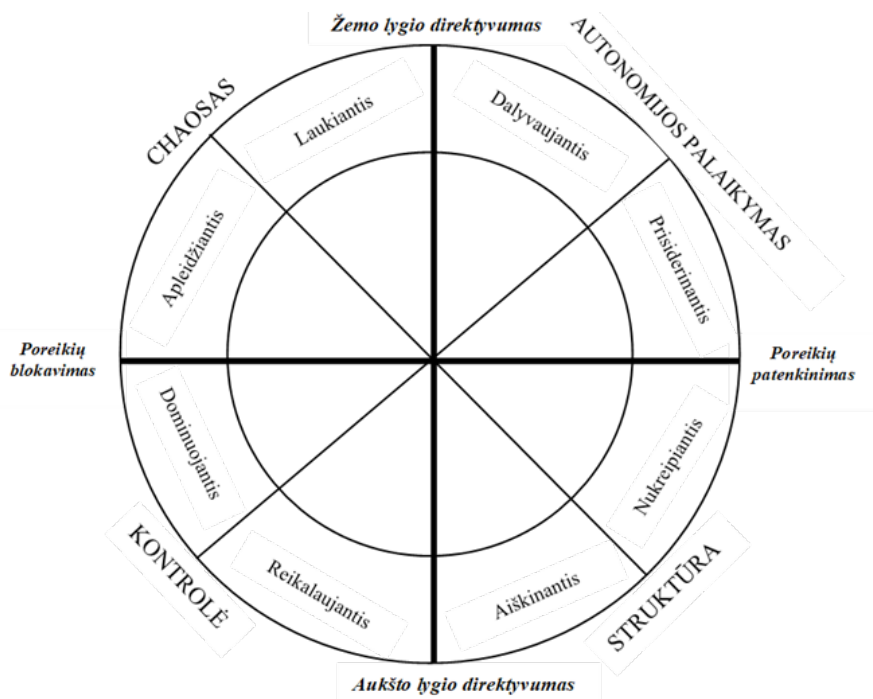 Žemo lygio direktyvumas
AUTONOMIJOS PALAIKYMAS
CHAOSAS
Laukiantis
Dalyvaujantis
Apleidžiantis
Prisiderinantis
Poreikių
blokavimas
Poreikių
patenkinimas
Dominuojantis
Nukreipiantis
KONTROLĖ
Reikalaujantis
Aiškinantis
STRUKTŪRA
Aukšto lygio direktyvumas